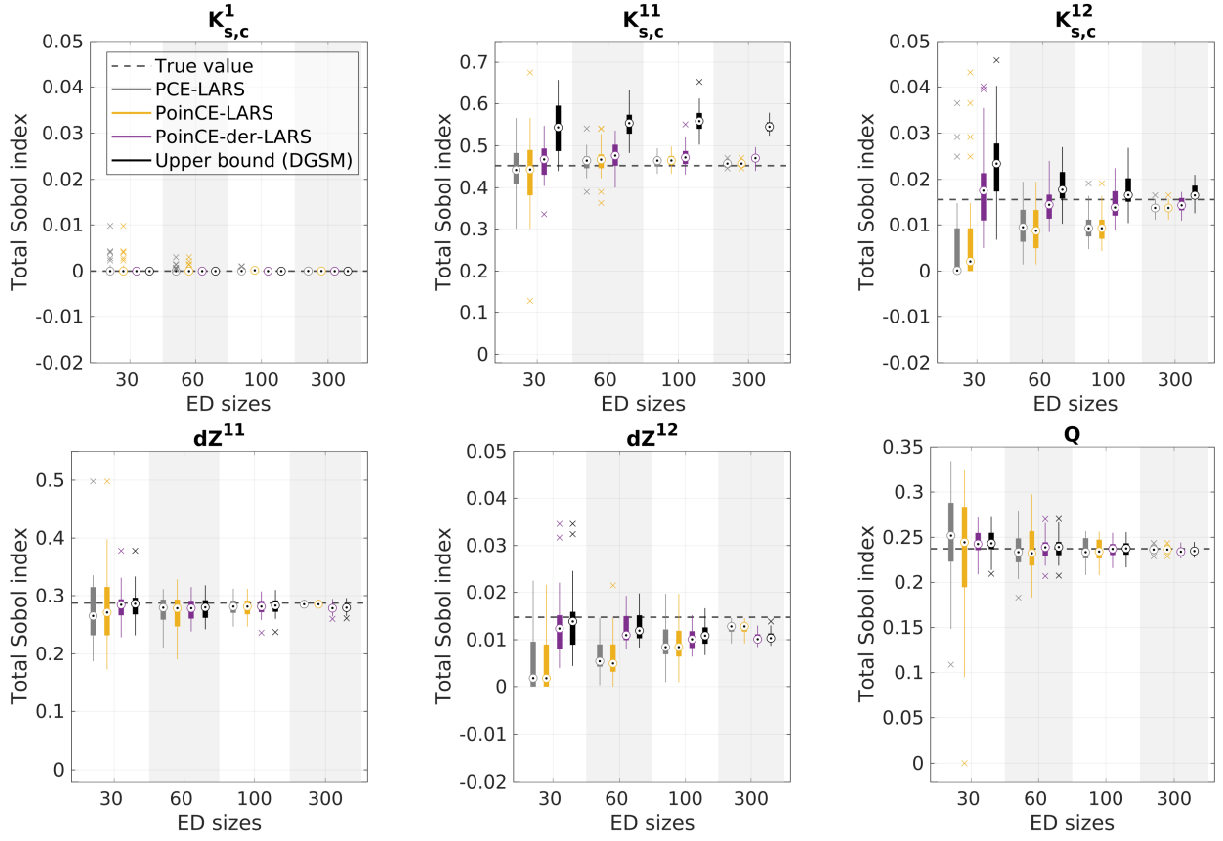 K¹s,c
Total Sobol index
0.05
0.04
0.03
0.02
0.01
0
-0.01
-0.02
True value
PCE-LARS
PoinCE-LARS
PoinCE-der-LARS
Upper bound (DGSM)
30 60 100 300
ED sizes
K¹¹s,c
Total Sobol index
0.7
0.6
0.5
0.4
0.3
0.2
0.1
0
30 60 100 300
ED sizes
K¹²s,c
Total Sobol index
0.05
0.04
0.03
0.02
0.01
0
-0.01
-0.02
30 60 100 300
ED sizes
dZ¹¹
Total Sobol index
0.5
0.4
0.3
0.2
0.1
0
30 60 100 300
ED sizes
dZ¹²
Total Sobol index
0.05
0.04
0.03
0.02
0.01
0
-0.01
-0.02
30 60 100 300
ED sizes
Q
Total Sobol index
0.35
0.3
0.25
0.2
0.15
0.1
0.05
0
30 60 100 300
ED sizes